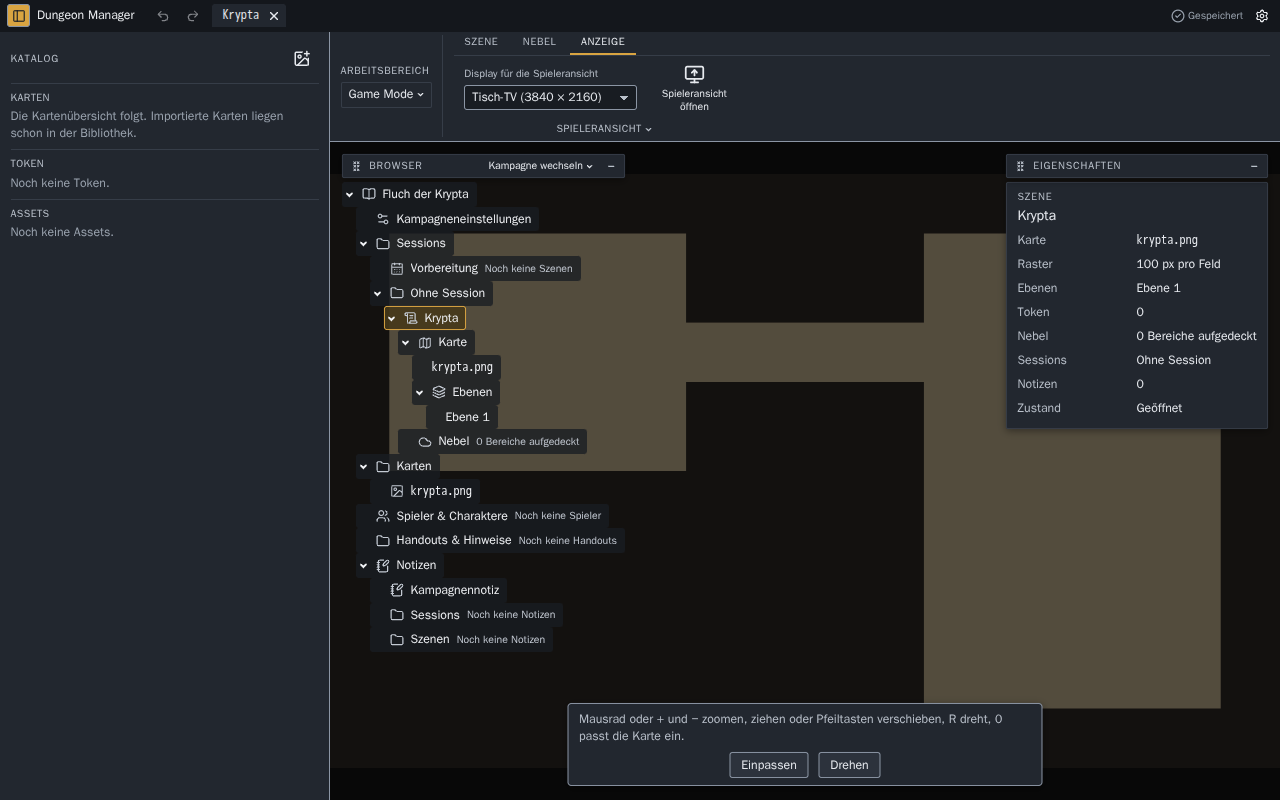 Dungeon Manager
Krypta
Gespeichert
KATALOG
KARTEN
Die Kartenübersicht folgt. Importierte Karten liegen
schon in der Bibliothek.
TOKEN
Noch keine Token.
ASSETS
Noch keine Assets.
SZENE NEBEL ANZEIGE
ARBEITSBEREICH
Game Mode
Display für die Spieleransicht
Tisch-TV (3840 × 2160)
Spieleransicht
öffnen
SPIELERANSICHT
BROWSER Kampagne wechseln
Fluch der Krypta
Kampagneneinstellungen
Sessions
Vorbereitung Noch keine Szenen
Ohne Session
Krypta
Karte
krypta.png
Ebenen
Ebene 1
Nebel 0 Bereiche aufgedeckt
Karten
krypta.png
Spieler & Charaktere Noch keine Spieler
Handouts & Hinweise Noch keine Handouts
Notizen
Kampagnennotiz
Sessions Noch keine Notizen
Szenen Noch keine Notizen
EIGENSCHAFTEN
SZENE
Krypta
Karte krypta.png
Raster 100 px pro Feld
Ebenen Ebene 1
Token 0
Nebel 0 Bereiche aufgedeckt
Sessions Ohne Session
Notizen 0
Zustand Geöffnet
Mausrad oder + und − zoomen, ziehen oder Pfeiltasten verschieben, R dreht, 0
passt die Karte ein.
Einpassen Drehen